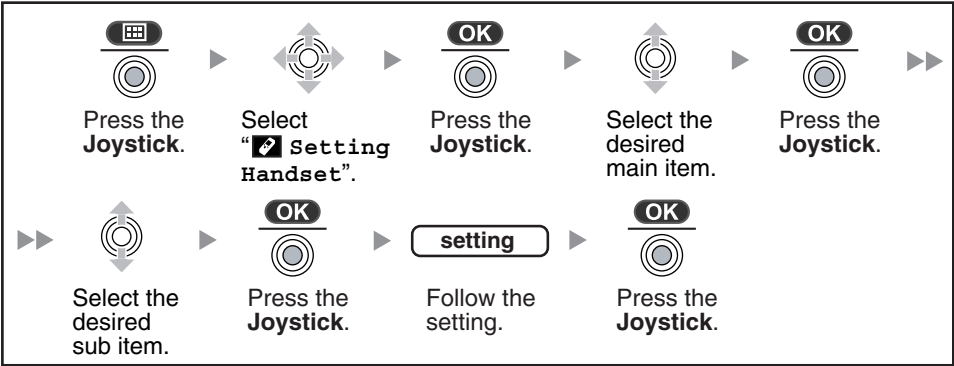 OK
OK
Press the
Joystick.
Select
“ Setting
Handset”.
Press the
Joystick.
Select the
desired
main item.
Press the
Joystick.
OK
setting
OK
Select the
desired
sub item.
Press the
Joystick.
Follow the
setting.
Press the
Joystick.